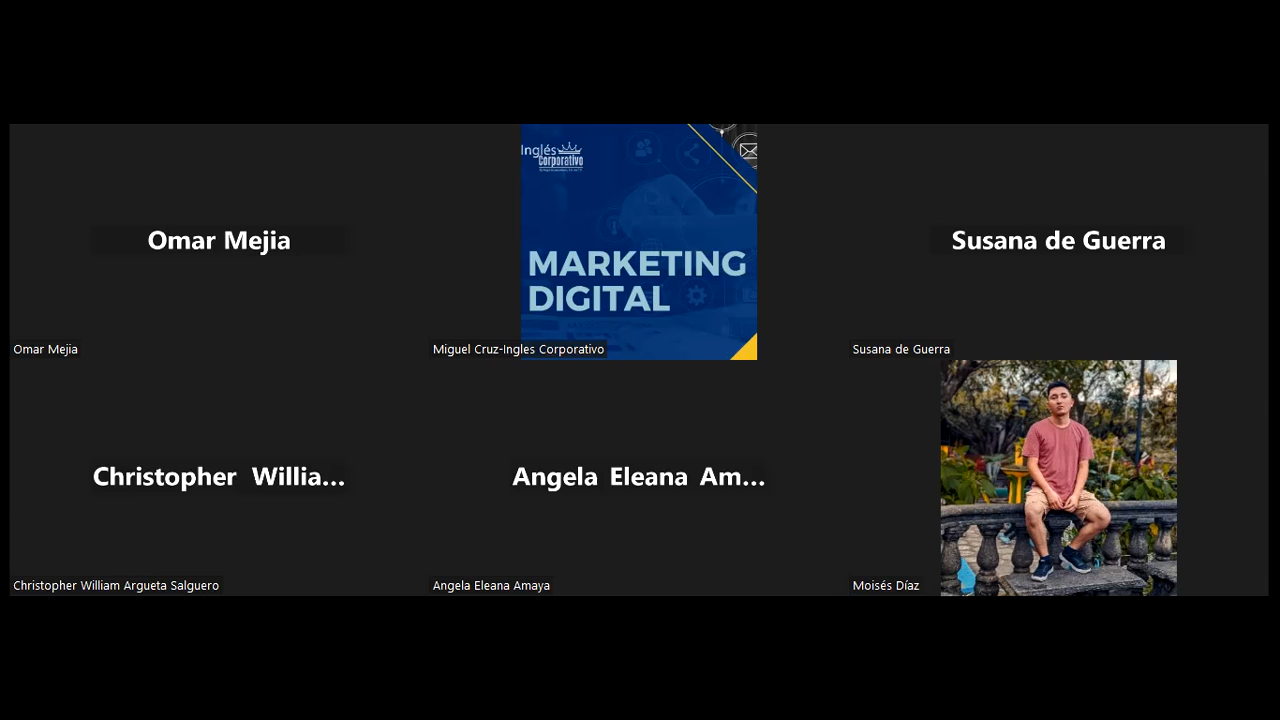 Omar Mejia
Omar Mejia
Inglés
Corporativo
MARKETING
DIGITAL
Miguel Cruz-Ingles Corporativo
Susana de Guerra
Susana de Guerra
Christopher Willia...
Christopher William Argueta Salguero
Angela Eleana Am...
Angela Eleana Amaya
Moisés Díaz